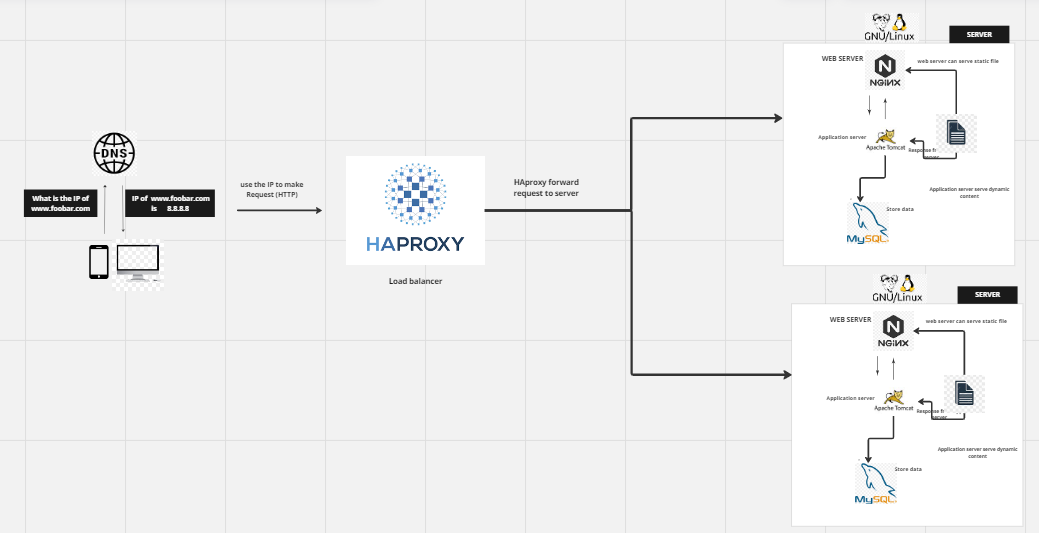 DNS
What is the IP of
www.foobar.com
IP of www.foobar.com
is 8.8.8.8
use the IP to make
Request (HTTP)
HAPROXY
Load balancer
HAproxy forward
request to server
GNU/Linux
SERVER
WEB SERVER
NGINX
web server can serve static file
Application server
Apache Tomcat
Response fr
server
Application server serve dynamic
content
Store data
MySQL
GNU/Linux
SERVER
WEB SERVER
NGINX
web server can serve static file
Application server
Apache Tomcat
Response fr
server
Application server serve dynamic
content
Store data
MySQL